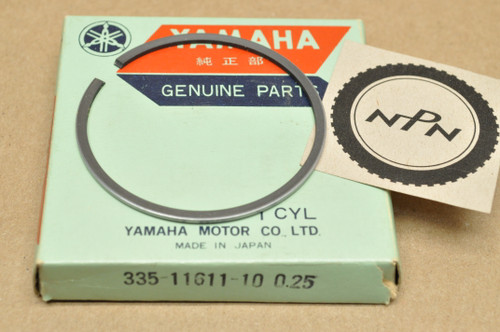 YAMAHA
純正部
GENUINE PARTS
1 CYL
YAMAHA MOTOR CO., LTD.
MADE IN JAPAN
335-11611-10 0.25
NPN